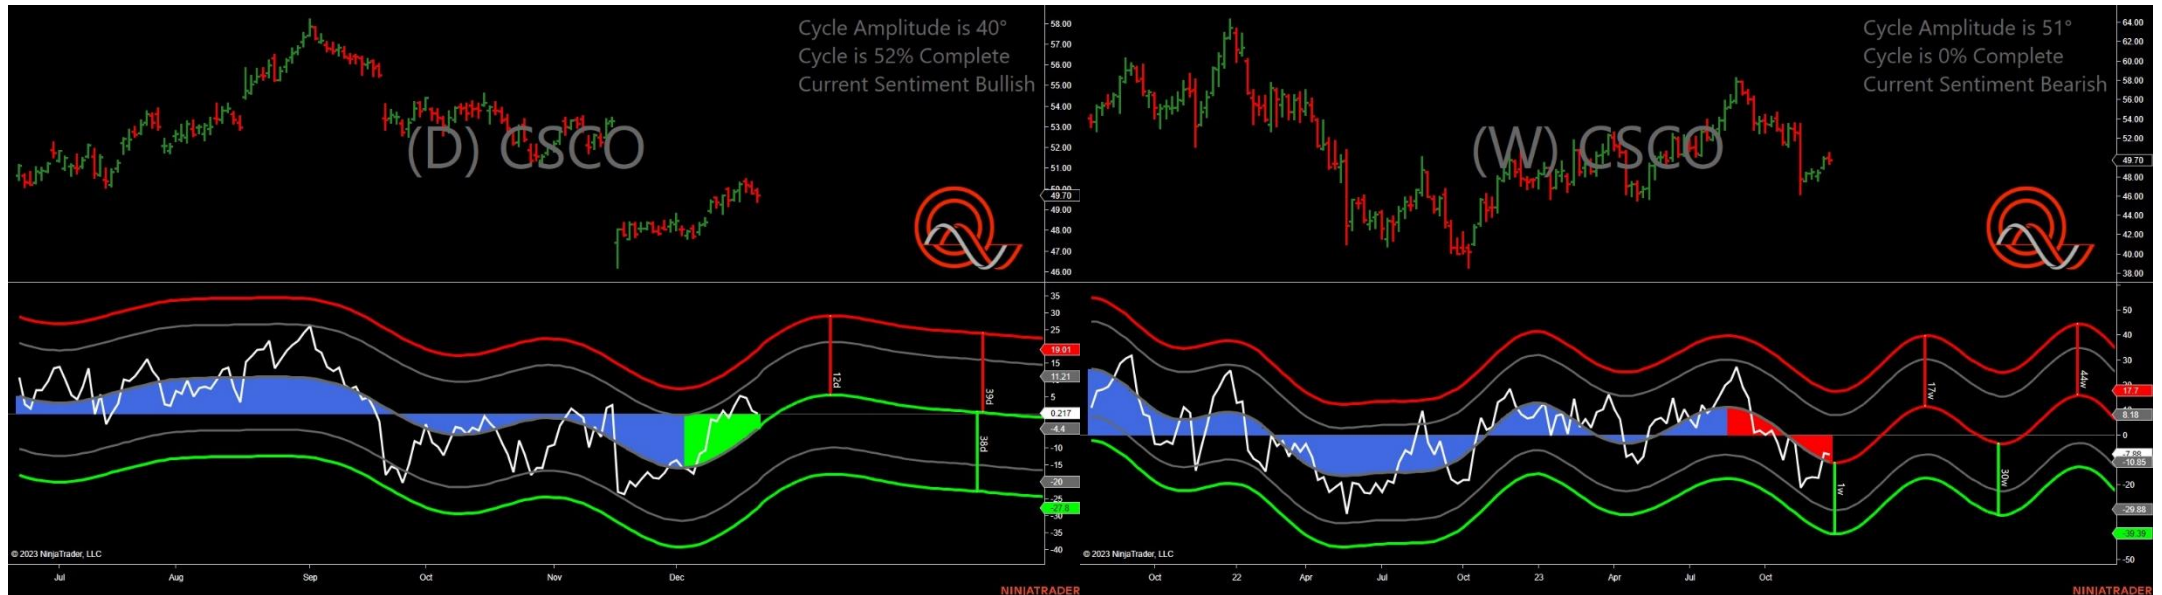 Cycle Amplitude is 40°
Cycle is 52% Complete
Current Sentiment Bullish
(D) CSCO
58.00
57.00
56.00
55.00
54.00
53.00
52.00
51.00
50.00
49.70
49.00
48.00
47.00
46.00
35
30
25
19.01
15
11.21
5
0.217
-4.4
-10
-15
-20
-27.8
-30
-35
-40
12d
39d
38d
© 2023 NinjaTrader, LLC
Jul
Aug
Sep
Oct
Nov
Dec
NINJATRADER
Cycle Amplitude is 51°
Cycle is 0% Complete
Current Sentiment Bearish
(W) CSCO
64.00
62.00
60.00
58.00
56.00
54.00
52.00
49.70
48.00
46.00
44.00
42.00
40.00
38.00
50
40
30
17.7
8.18
0
-7.88
-10.85
-20
-29.88
-39.39
-50
17w
44w
1w
30w
© 2023 NinjaTrader, LLC
Oct
22
Apr
Jul
Oct
23
Apr
Jul
Oct
NINJATRADER